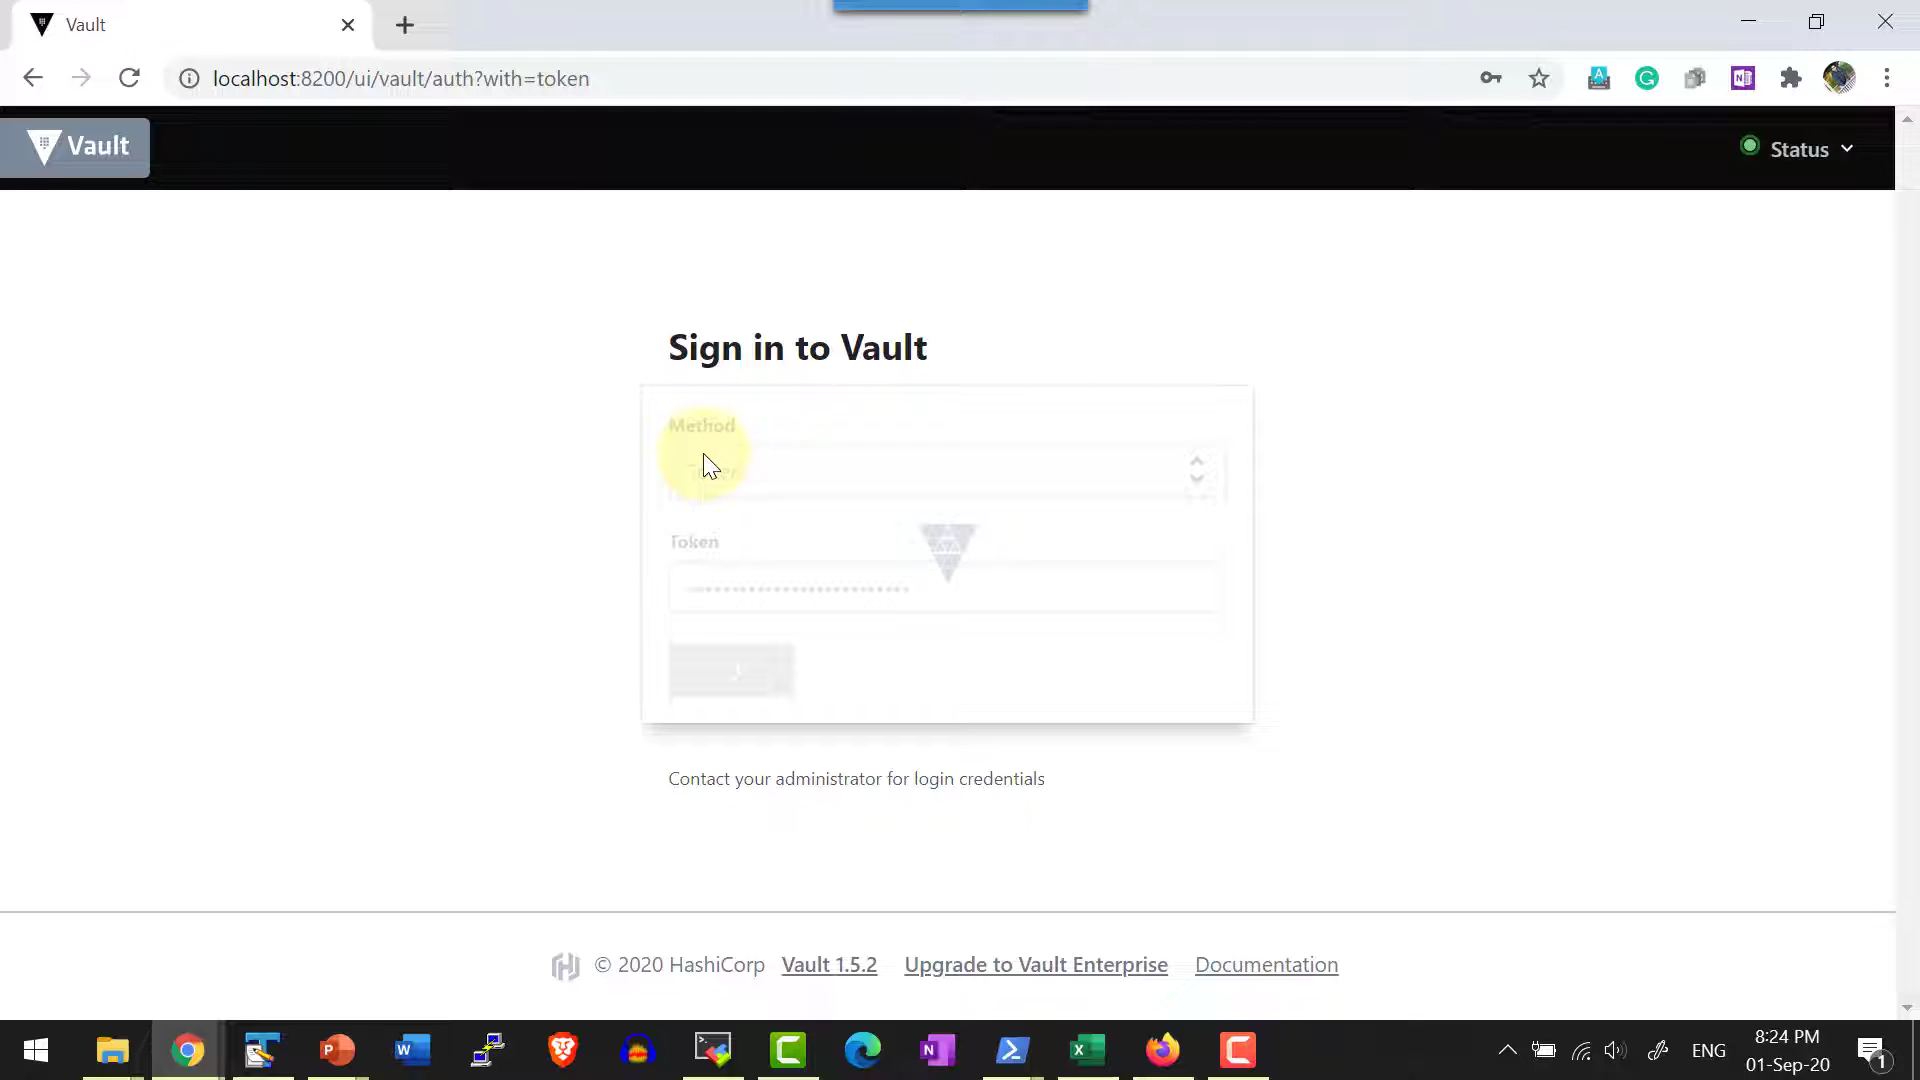 Vault
localhost:8200/ui/vault/auth?with=token
Vault
Status
Sign in to Vault
Method
Token
Token
Contact your administrator for login credentials
© 2020 HashiCorp Vault 1.5.2 Upgrade to Vault Enterprise Documentation
ENG
8:24 PM
01-Sep-20
1